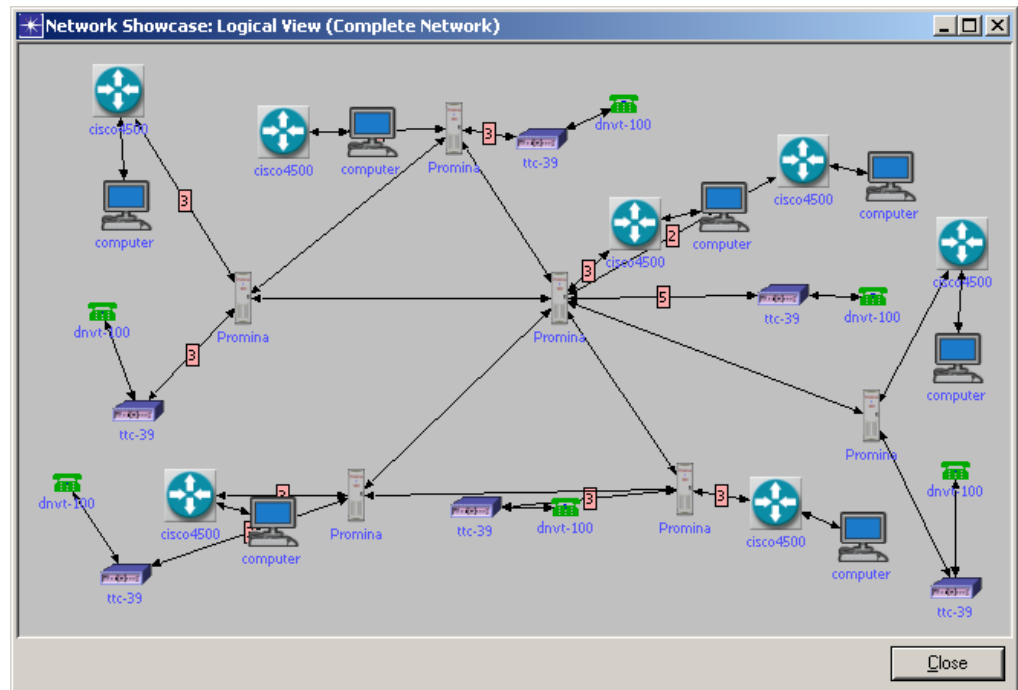 Network Showcase: Logical View (Complete Network)
cisco4500
computer
3
cisco4500
computer
Promina
3
ttc-39
dnvt-100
cisco4500
computer
cisco4500
computer
2
3
cisco4500
computer
Promina
Promina
5
ttc-39
dnvt-100
dnvt-100
3
ttc-39
Promina
dnvt-100
cisco4500
computer
Promina
ttc-39
dnvt-100
3
Promina
3
cisco4500
computer
dnvt-100
ttc-39
ttc-39
Close